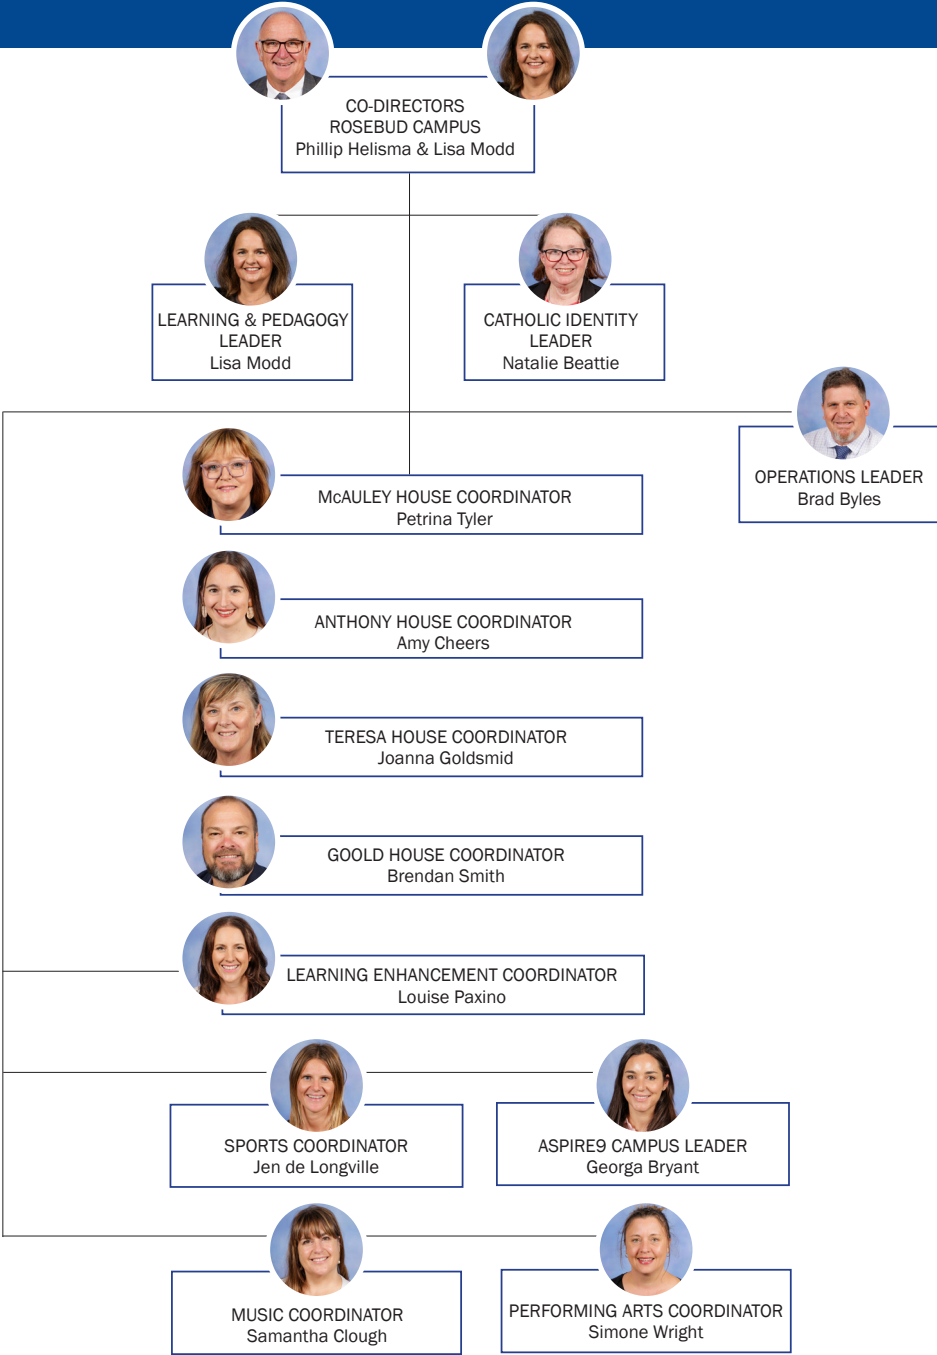 CO-DIRECTORS
ROSEBUD CAMPUS
Phillip Helisma & Lisa Modd
LEARNING & PEDAGOGY
LEADER
Lisa Modd
CATHOLIC IDENTITY
LEADER
Natalie Beattie
OPERATIONS LEADER
Brad Byles
McAULEY HOUSE COORDINATOR
Petrina Tyler
ANTHONY HOUSE COORDINATOR
Amy Cheers
TERESA HOUSE COORDINATOR
Joanna Goldsmid
GOOLD HOUSE COORDINATOR
Brendan Smith
LEARNING ENHANCEMENT COORDINATOR
Louise Paxino
SPORTS COORDINATOR
Jen de Longville
ASPIRE9 CAMPUS LEADER
Georga Bryant
MUSIC COORDINATOR
Samantha Clough
PERFORMING ARTS COORDINATOR
Simone Wright